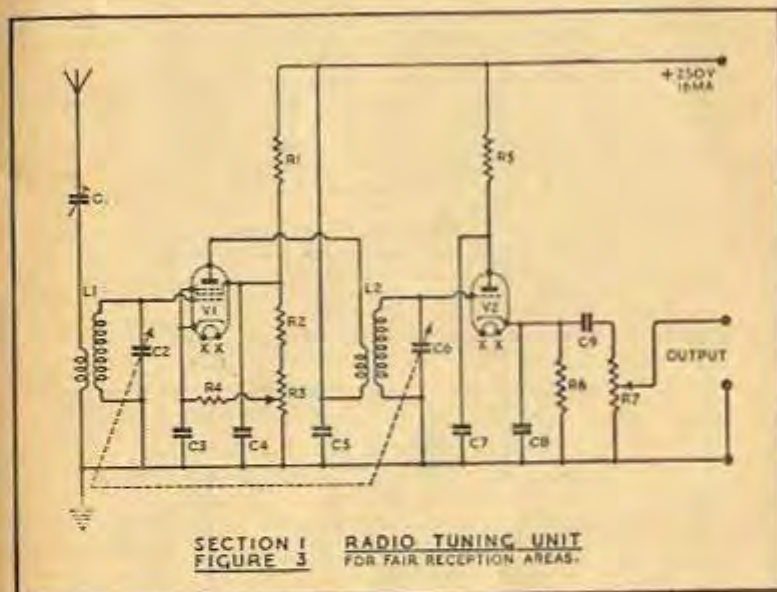 +250V
16MA
R1
R5
C1
L1
V1
L2
V2
C2
X X
R2
C6
X X
C9
OUTPUT
R4
R3
R6
R7
C3
C4
C5
C7
C8
SECTION 1 RADIO TUNING UNIT
FIGURE 3 FOR FAIR RECEPTION AREAS.